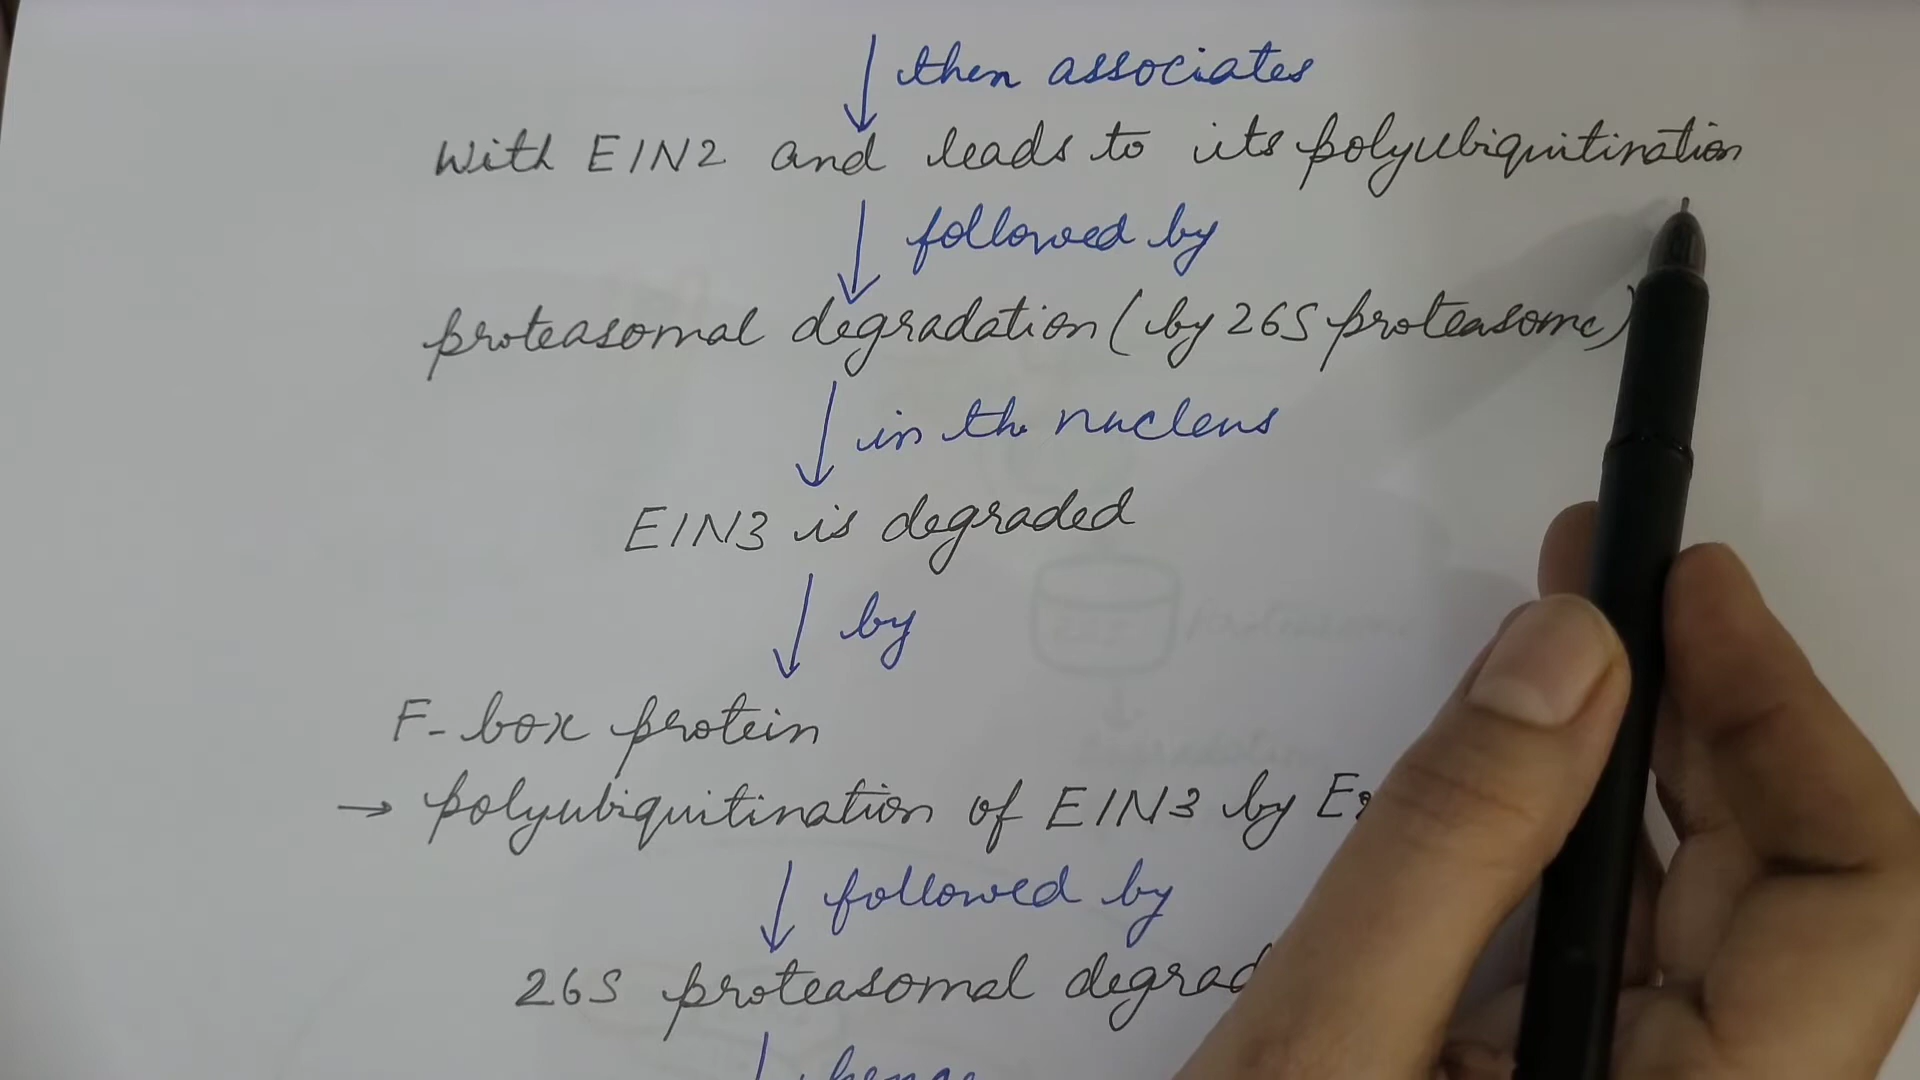 then associates
With EIN2 and leads to its polyubiquitination
followed by
proteasomal degradation (by 26S proteasome)
in the nucleus
EIN3 is degraded
by
F-box protein
→ polyubiquitination of EIN3 by
followed by
26S proteasomal degrad
hence